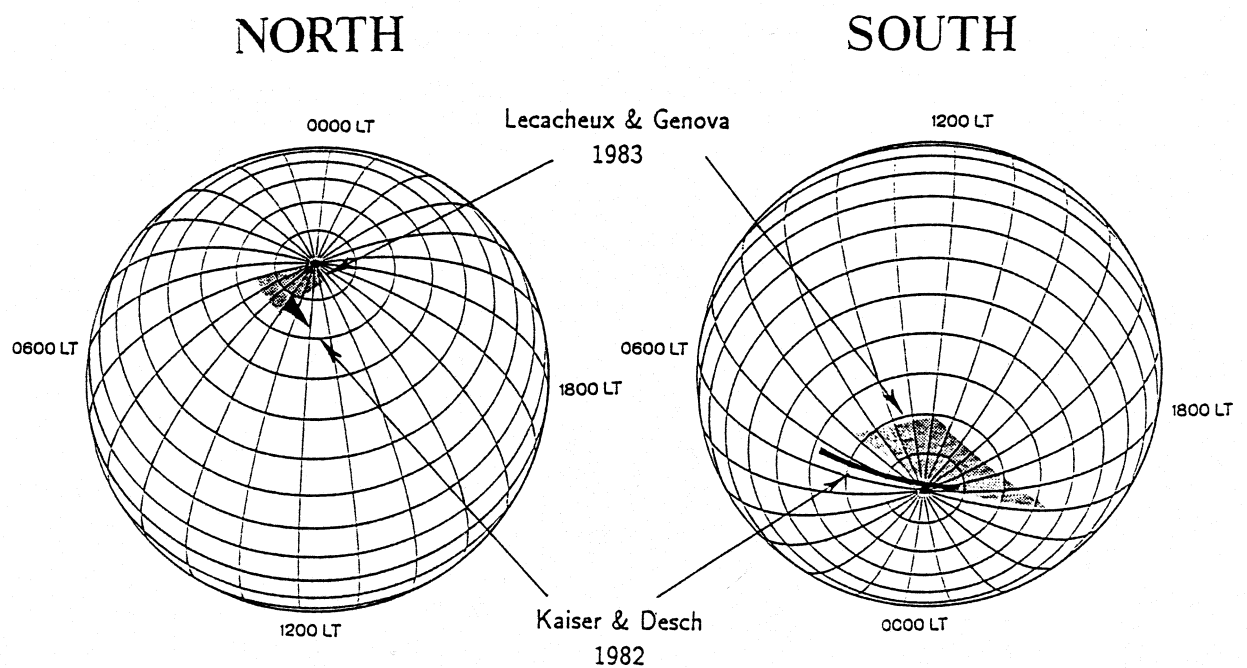 NORTH
SOUTH
Lecacheux & Genova
1983
0000 LT
1200 LT
0600 LT
1800 LT
0600 LT
1800 LT
1200 LT
Kaiser & Desch
1982
0000 LT